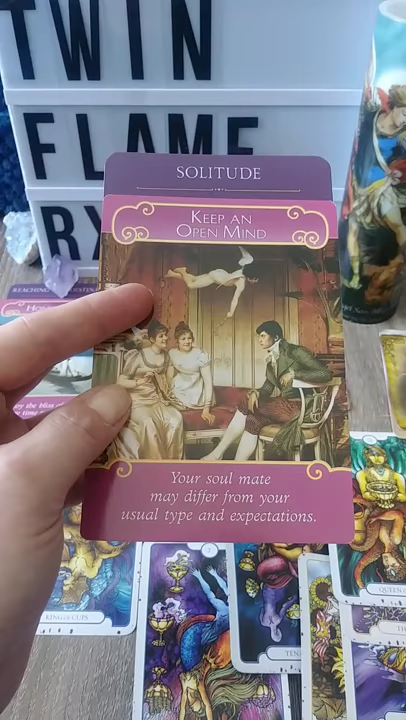 TWIN
FLAME
SOLITUDE
KEEP AN
OPEN MIND
REACHING
Your soul mate
may differ from your
usual type and expectations.
KING of CUPS
QUEEN
TEN